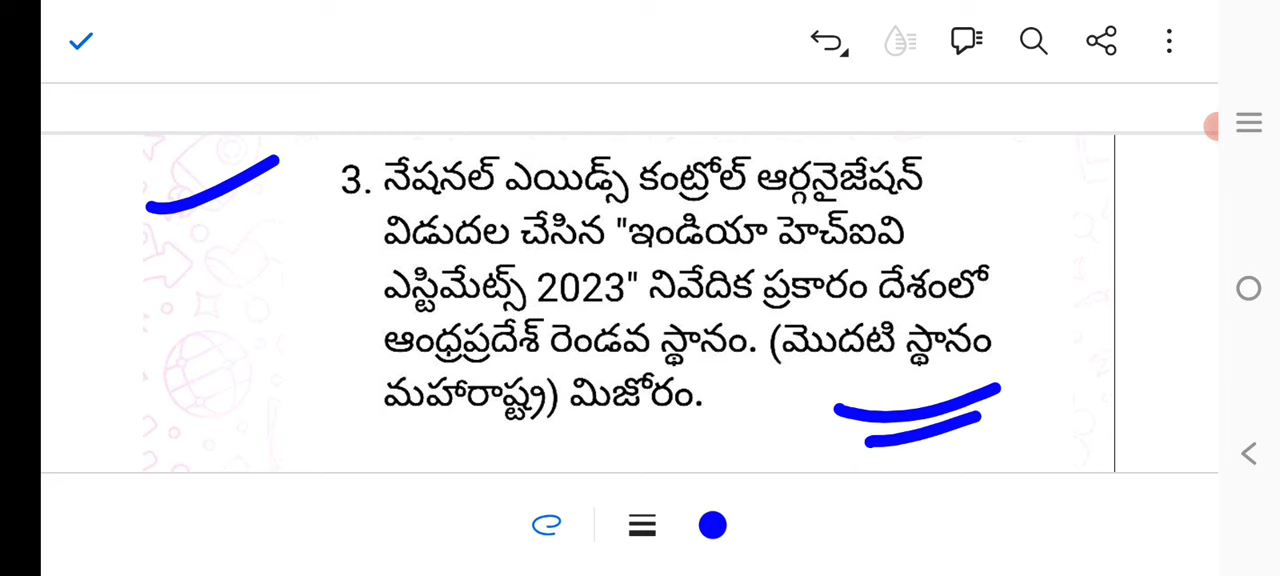 3. నేషనల్ ఎయిడ్స్ కంట్రోల్ ఆర్గనైజేషన్
విడుదల చేసిన "ఇండియా హెచ్ఐవి
ఎస్టిమేట్స్ 2023" నివేదిక ప్రకారం దేశంలో
ఆంధ్రప్రదేశ్ రెండవ స్థానం. (మొదటి స్థానం
మహారాష్ట్ర) మిజోరం.